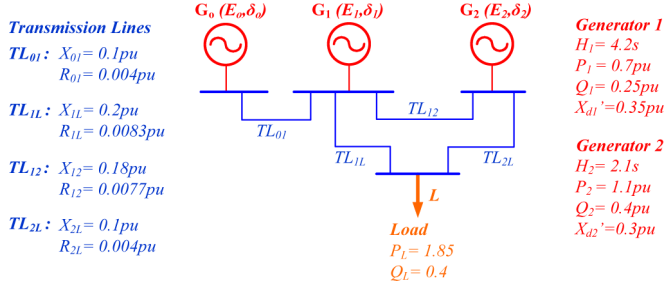 Transmission Lines
TL01: X01= 0.1pu
R01= 0.004pu
TL1L: X1L= 0.2pu
R1L= 0.0083pu
TL12: X12= 0.18pu
R12= 0.0077pu
TL2L: X2L= 0.1pu
R2L= 0.004pu
Go (Eo,δo)
G1 (E1,δ1)
G2 (E2,δ2)
TL01
TL12
TL1L
TL2L
L
Load
PL= 1.85
QL= 0.4
Generator 1
H1= 4.2s
P1= 0.7pu
Q1= 0.25pu
Xd1'=0.35pu
Generator 2
H2= 2.1s
P2= 1.1pu
Q2= 0.4pu
Xd2'=0.3pu